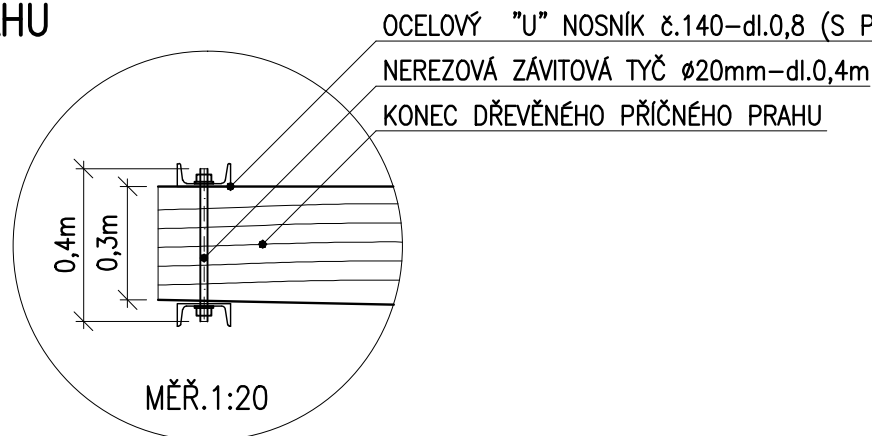 OCELOVÝ "U" NOSNÍK č.140–dl.0,8 (S
NEREZOVÁ ZÁVITOVÁ TYČ ø20mm–dl.0,4m
KONEC DŘEVĚNÉHO PŘÍČNÉHO PRAHU
0,4m
0,3m
MĚŘ.1:20